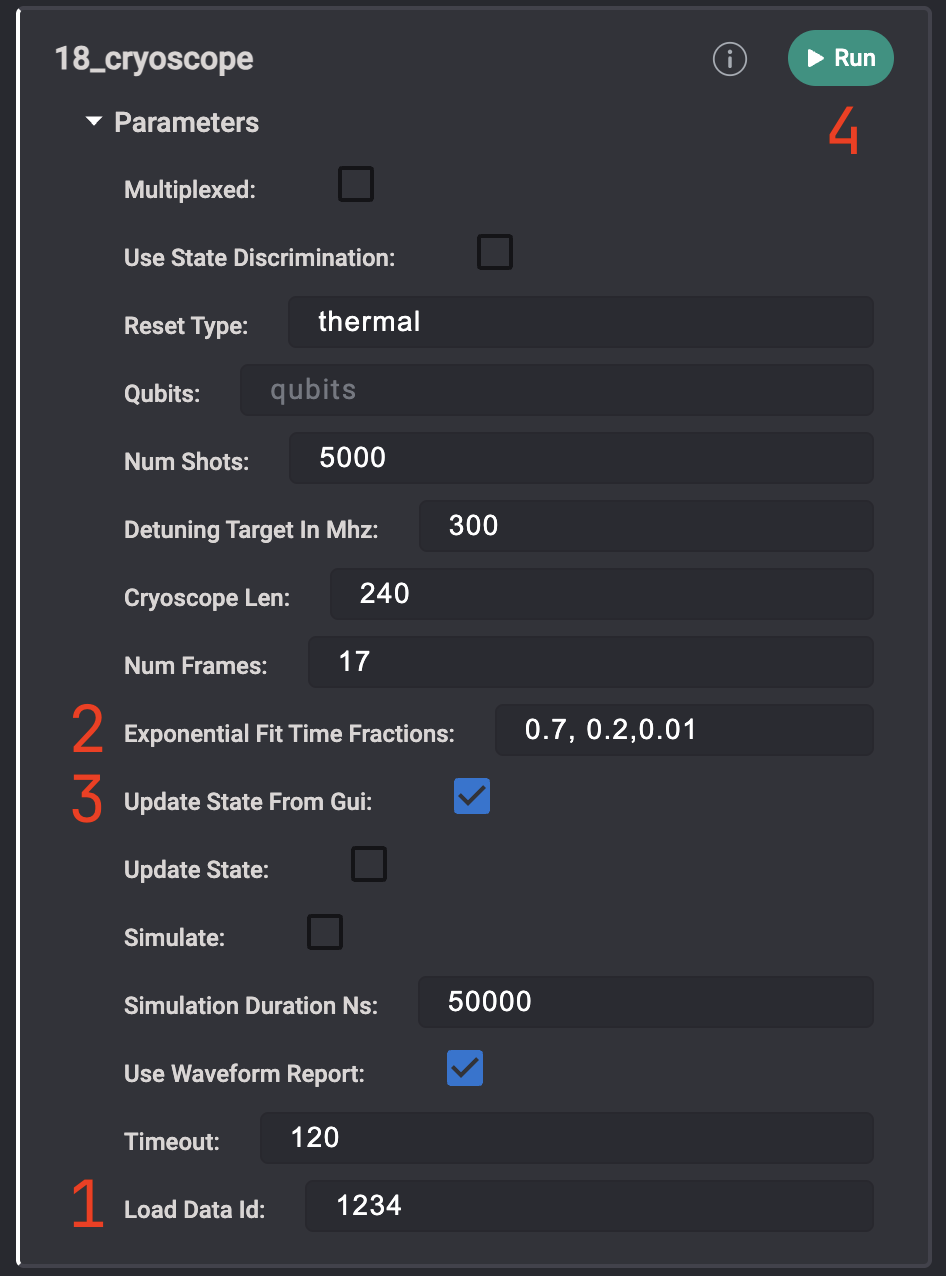 18_cryoscope
Run
Parameters
4
Multiplexed:
Use State Discrimination:
Reset Type: thermal
Qubits: qubits
Num Shots: 5000
Detuning Target In Mhz: 300
Cryoscope Len: 240
Num Frames: 17
2 Exponential Fit Time Fractions: 0.7, 0.2,0.01
3 Update State From Gui:
Update State:
Simulate:
Simulation Duration Ns: 50000
Use Waveform Report:
Timeout: 120
1 Load Data Id: 1234